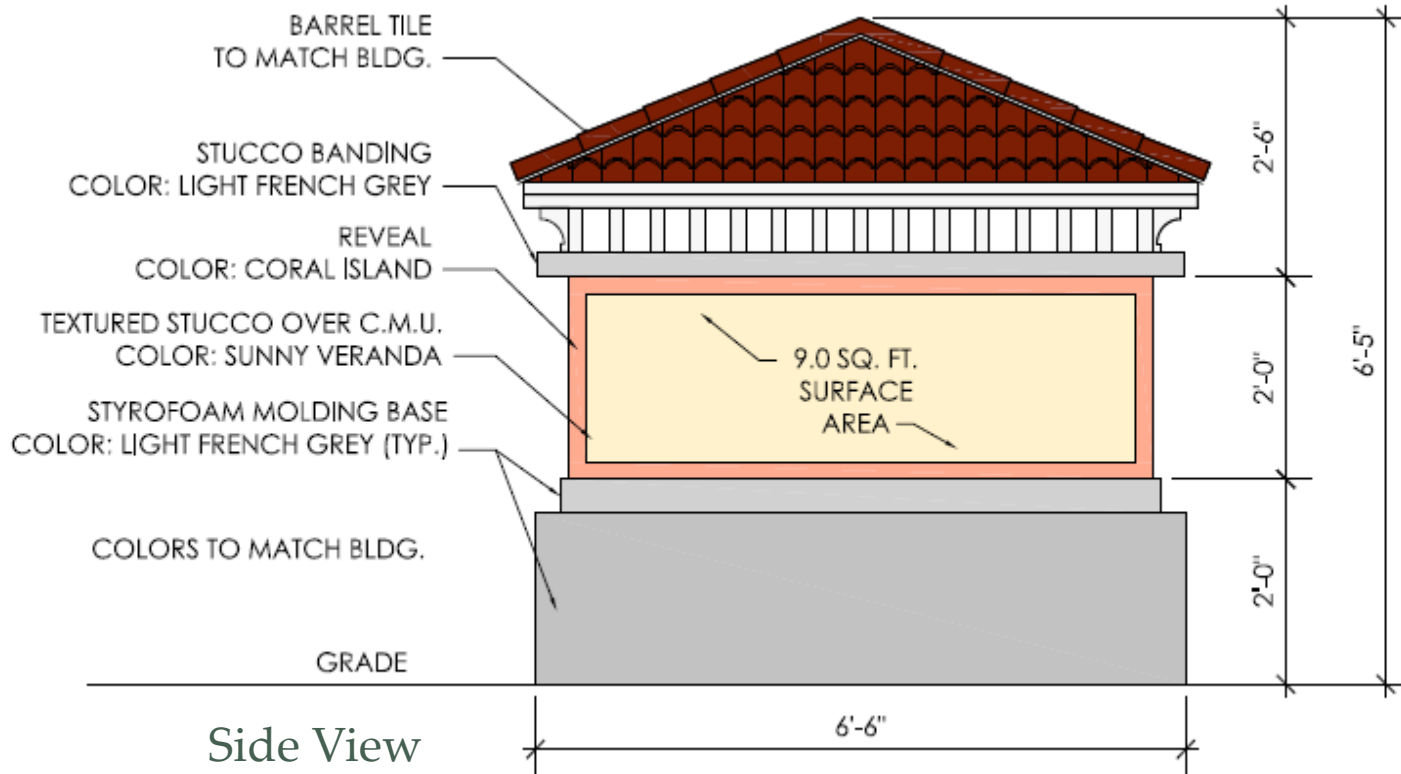 BARREL TILE
TO MATCH BLDG.
STUCCO BANDING
COLOR: LIGHT FRENCH GREY
REVEAL
COLOR: CORAL ISLAND
TEXTURED STUCCO OVER C.M.U.
COLOR: SUNNY VERANDA
STYROFOAM MOLDING BASE
COLOR: LIGHT FRENCH GREY (TYP.)
COLORS TO MATCH BLDG.
GRADE
9.0 SQ. FT.
SURFACE
AREA
2'-6"
2'-0"
2'-0"
6'-5"
6'-6"
Side View